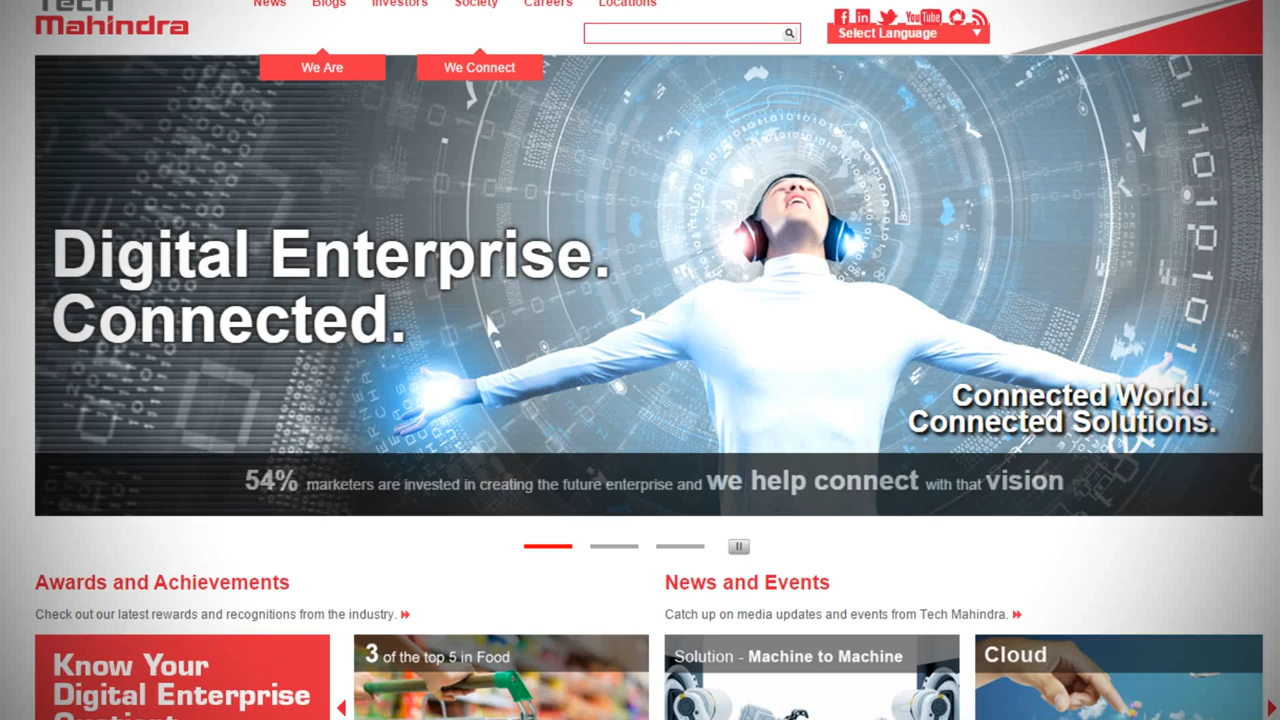 Tech
Mahindra
News Blogs Investors Society Careers Locations
You Tube
Select Language
We Are
We Connect
Digital Enterprise.
Connected.
Connected World.
Connected Solutions.
54% marketers are invested in creating the future enterprise and we help connect with that vision
Awards and Achievements
Check out our latest rewards and recognitions from the industry.
News and Events
Catch up on media updates and events from Tech Mahindra.
Know Your
Digital Enterprise
Quotient
3 of the top 5 in Food
Solution - Machine to Machine
Cloud